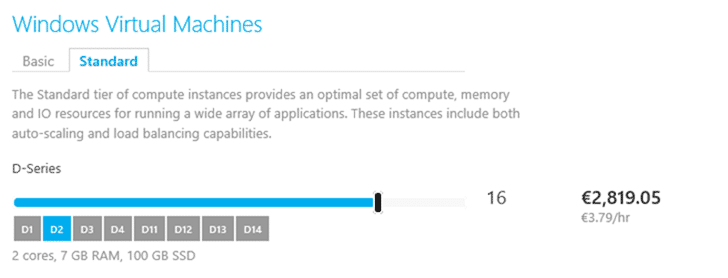 Windows Virtual Machines
Basic Standard
The Standard tier of compute instances provides an optimal set of compute, memory
and IO resources for running a wide array of applications. These instances include both
auto-scaling and load balancing capabilities.
D-Series
16 €2,819.05
€3.79/hr
D1 D2 D3 D4 D11 D12 D13 D14
2 cores, 7 GB RAM, 100 GB SSD